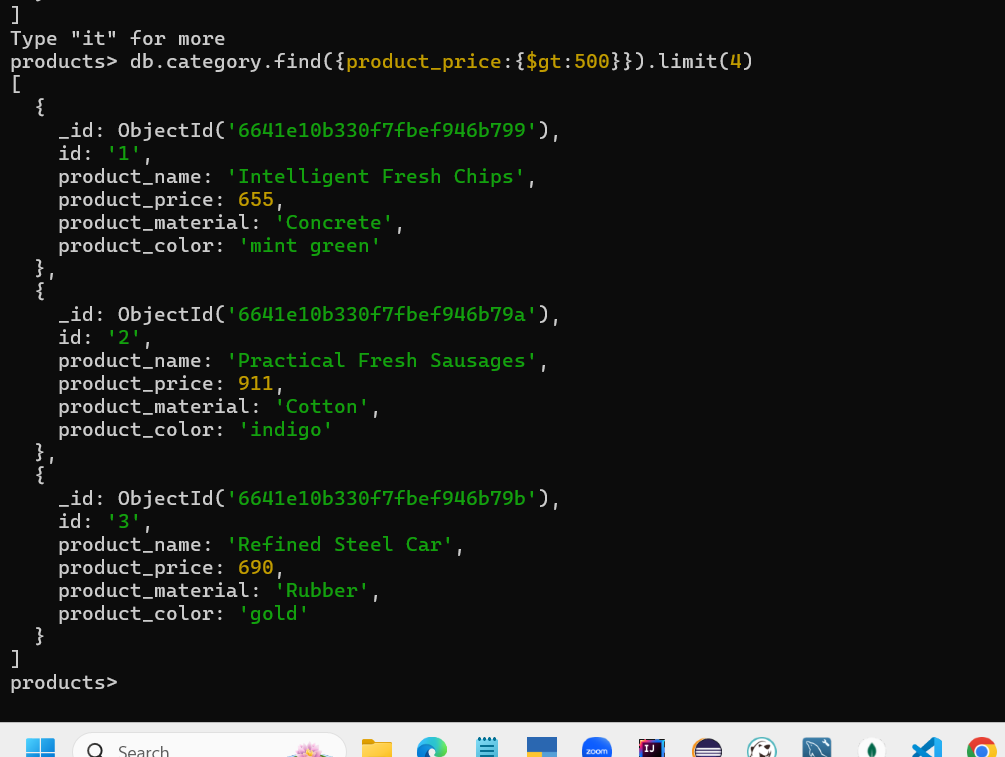 ]
Type "it" for more
products> db.category.find({product_price:{$gt:500}}).limit(4)
[
  {
    _id: ObjectId('6641e10b330f7fbef946b799'),
    id: '1',
    product_name: 'Intelligent Fresh Chips',
    product_price: 655,
    product_material: 'Concrete',
    product_color: 'mint green'
  },
  {
    _id: ObjectId('6641e10b330f7fbef946b79a'),
    id: '2',
    product_name: 'Practical Fresh Sausages',
    product_price: 911,
    product_material: 'Cotton',
    product_color: 'indigo'
  },
  {
    _id: ObjectId('6641e10b330f7fbef946b79b'),
    id: '3',
    product_name: 'Refined Steel Car',
    product_price: 690,
    product_material: 'Rubber',
    product_color: 'gold'
  }
]
products>
Search
zoom
IJ